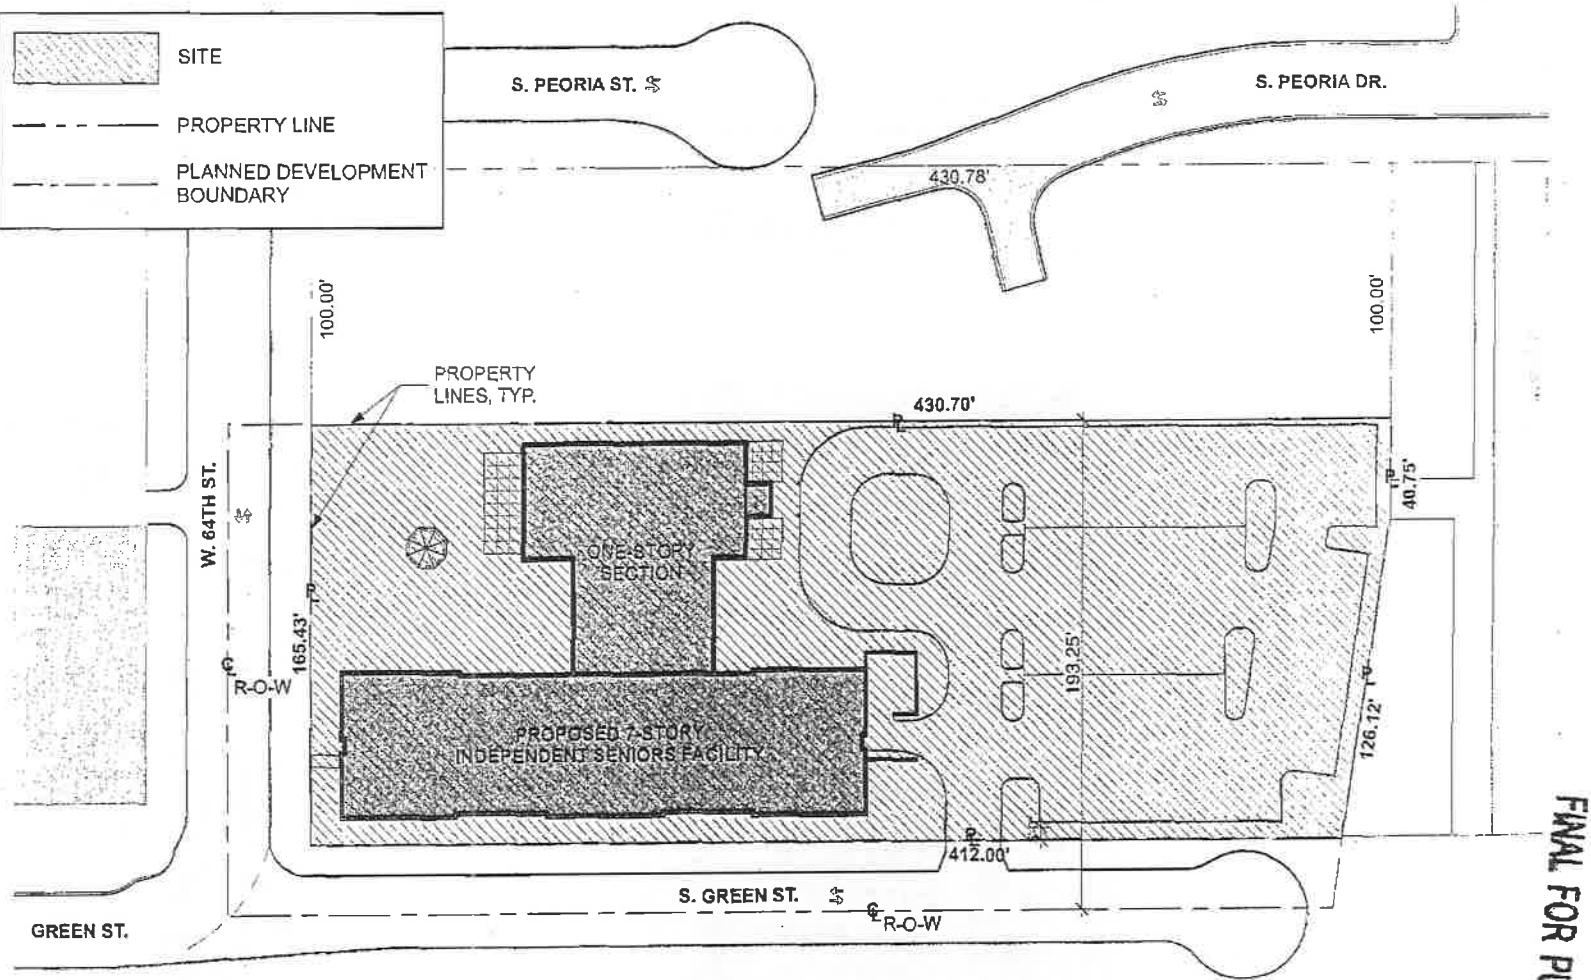 SITE
PROPERTY LINE
PLANNED DEVELOPMENT
BOUNDARY
S. PEORIA ST.
S. PEORIA DR.
430.78'
100.00'
100.00'
PROPERTY
LINES, TYP.
430.70'
W. 64TH ST.
40.75'
ONE-STORY
SECTION
165.43'
R-O-W
193.25'
126.12'
PROPOSED 7-STORY
INDEPENDENT SENIORS FACILITY
412.00'
S. GREEN ST.
R-O-W
GREEN ST.
FINAL FOR PU